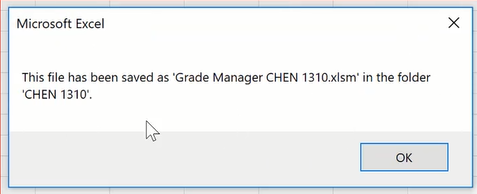 Microsoft Excel
This file has been saved as 'Grade Manager CHEN 1310.xlsm' in the folder
'CHEN 1310'.
OK